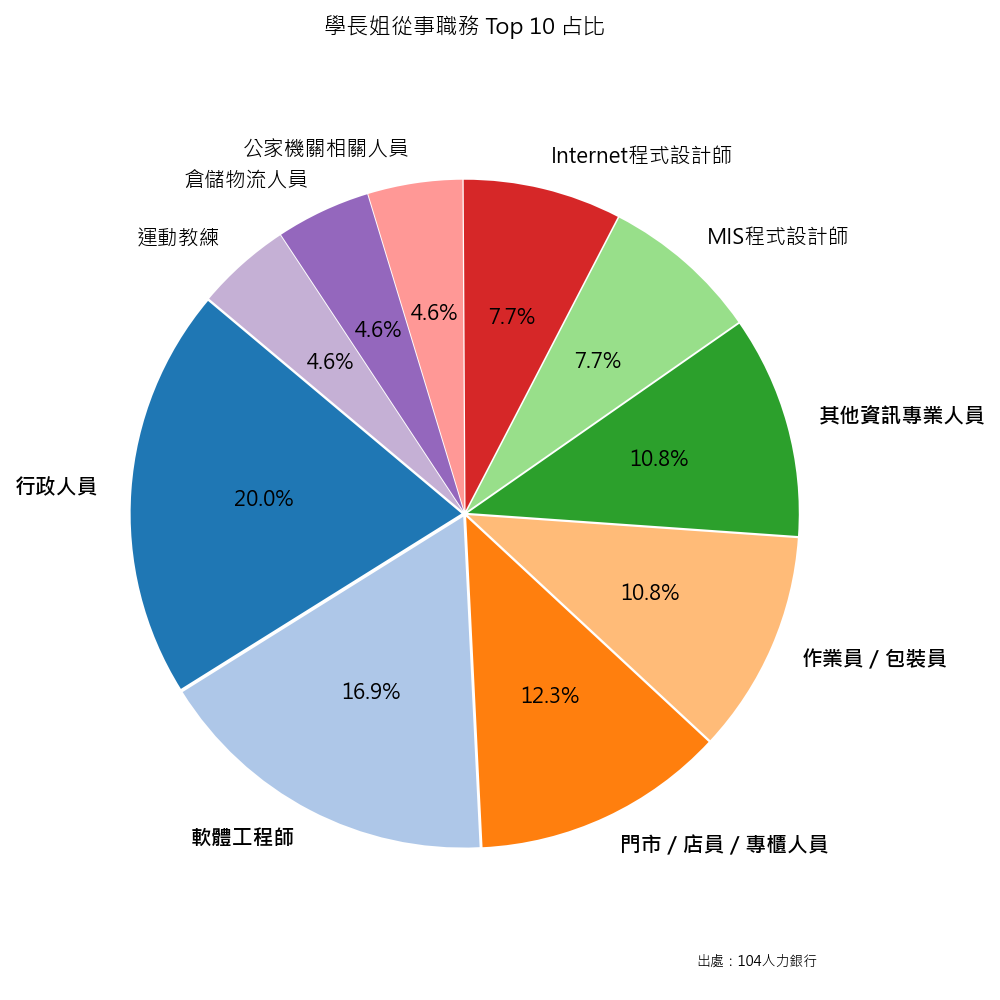 學長姐從事職務 Top 10 占比
公家機關相關人員
Internet程式設計師
倉儲物流人員
運動教練
MIS程式設計師
4.6%
7.7%
4.6%
4.6%
7.7%
其他資訊專業人員
10.8%
行政人員
20.0%
10.8%
作業員 / 包裝員
16.9%
12.3%
軟體工程師
門市 / 店員 / 專櫃人員
出處：104人力銀行